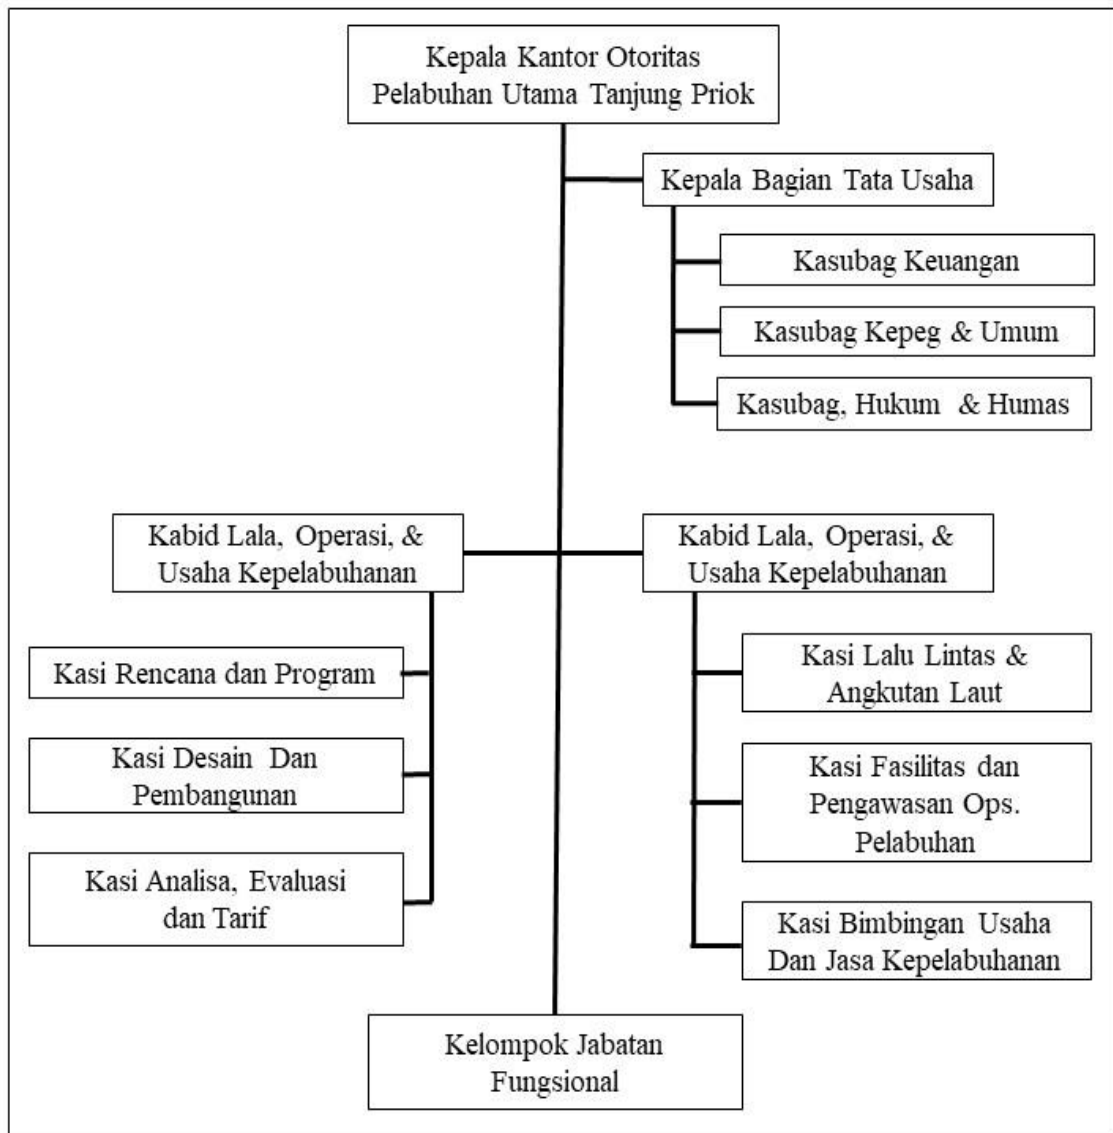 Kepala Kantor Otoritas
Pelabuhan Utama Tanjung Priok
Kepala Bagian Tata Usaha
Kasubag Keuangan
Kasubag Kepeg & Umum
Kasubag, Hukum & Humas
Kabid Lala, Operasi, &
Usaha Kepelabuhanan
Kasi Rencana dan Program
Kasi Desain Dan
Pembangunan
Kasi Analisa, Evaluasi
dan Tarif
Kabid Lala, Operasi, &
Usaha Kepelabuhanan
Kasi Lalu Lintas &
Angkutan Laut
Kasi Fasilitas dan
Pengawasan Ops.
Pelabuhan
Kasi Bimbingan Usaha
Dan Jasa Kepelabuhanan
Kelompok Jabatan
Fungsional